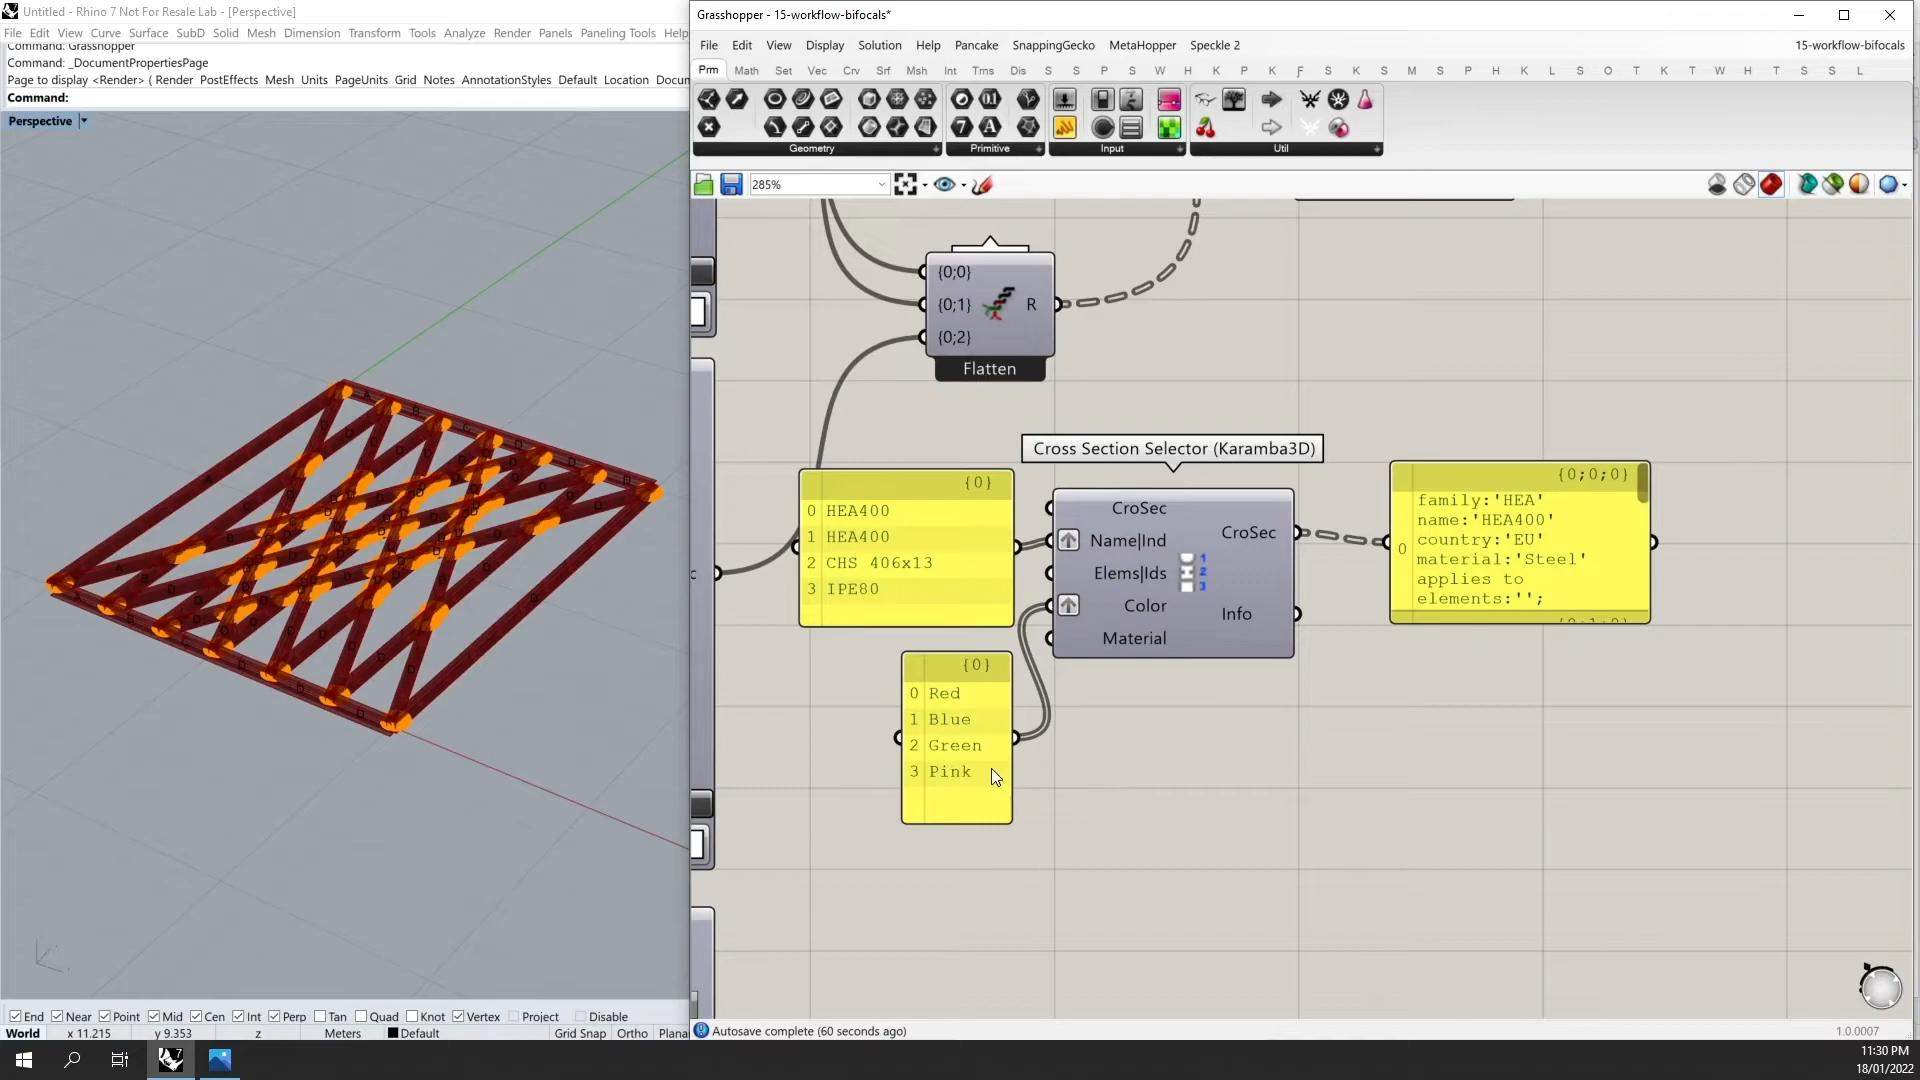 Untitled - Rhino 7 Not For Resale Lab - [Perspective]
File Edit View Curve Surface SubD Solid Mesh Dimension Transform Tools Analyze Render Panels Paneling Tools Help
Command: Grasshopper
Command: _DocumentPropertiesPage
Page to display <Render> ( Render PostEffects Mesh Units PageUnits Grid Notes AnnotationStyles Default Location Docun
Command:
Perspective
End Near Point Mid Cen Int Perp Tan Quad Knot Vertex Project Disable
World x 11.215 y 9.353 z Meters Default Grid Snap Ortho Plana
Grasshopper - 15-workflow-bifocals*
File Edit View Display Solution Help Pancake SnappingGecko MetaHopper Speckle 2 15-workflow-bifocals
Prm Math Set Vec Crv Srf Msh Int Trns Dis S S P S W H K P K F S K S M S P H K L S O T K T W H T S S L
Geometry Primitive Input Util
285%
{0;0}
{0;1} R
{0;2}
Flatten
Cross Section Selector (Karamba3D)
{0}
0 HEA400
1 HEA400
2 CHS 406x13
3 IPE80
CroSec
Name|Ind
Elems|Ids
Color
Material
CroSec
Info
1
2
3
{0;0;0}
0
family:'HEA'
name:'HEA400'
country:'EU'
material:'Steel'
applies to
elements:'';
{0}
0 Red
1 Blue
2 Green
3 Pink
Autosave complete (60 seconds ago)
1.0.0007
11:30 PM
18/01/2022